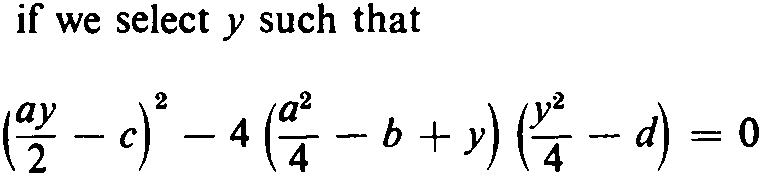 if we select y such that
(ay/2 − c)² − 4 (a²/4 − b + y) (y²/4 − d) = 0